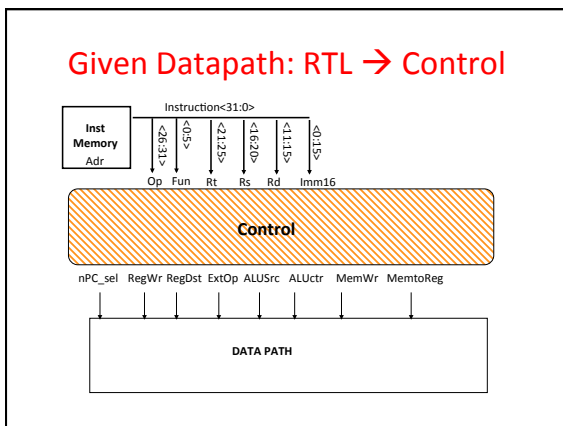 Given Datapath: RTL → Control
Instruction<31:0>
Inst
Memory
Adr
<26:31>
<0:5>
<21:25>
<16:20>
<11:15>
<0:15>
Op Fun Rt Rs Rd Imm16
Control
nPC_sel RegWr RegDst ExtOp ALUSrc ALUctr MemWr MemtoReg
DATA PATH